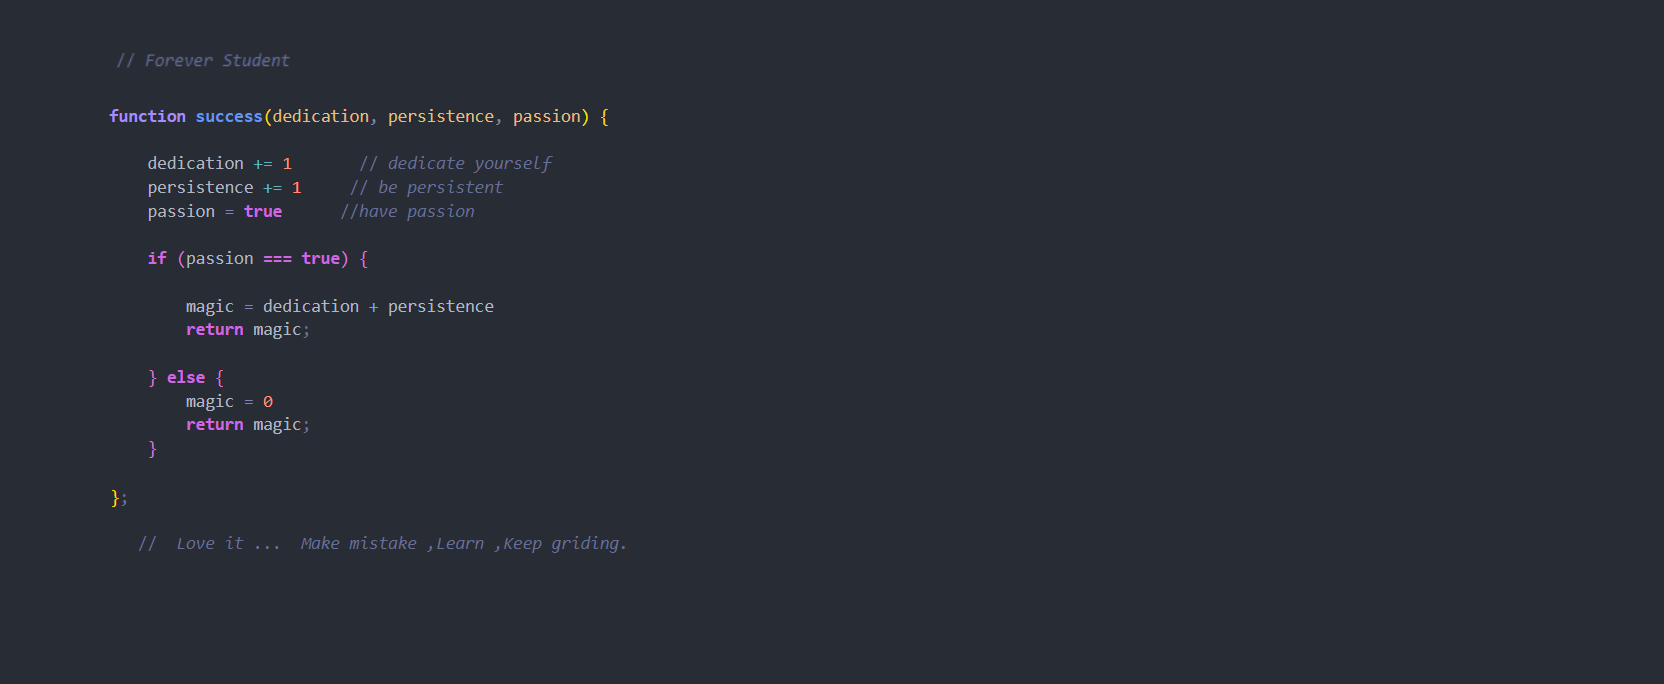 // Forever Student
function success(dedication, persistence, passion) {
dedication += 1 // dedicate yourself
persistence += 1 // be persistent
passion = true //have passion
if (passion === true) {
magic = dedication + persistence
return magic;
} else {
magic = 0
return magic;
}
};
// Love it ... Make mistake ,Learn ,Keep griding.